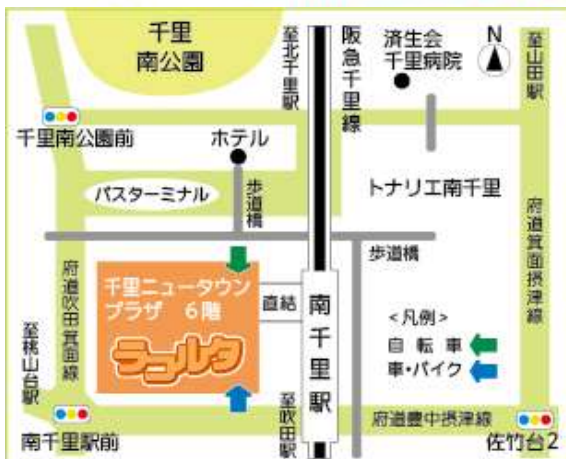 千里
南公園
至北千里駅
阪急千里線
済生会
千里病院
N
至山田駅
千里南公園前
ホテル
バスターミナル
歩道橋
トナリエ南千里
府道箕面摂津線
歩道橋
府道吹田箕面線
千里ニュータウン
プラザ 6階
ラコルタ
直結
南千里駅
<凡例>
自転車
車・バイク
至桃山台駅
至吹田駅
南千里駅前
府道豊中摂津線
佐竹台2